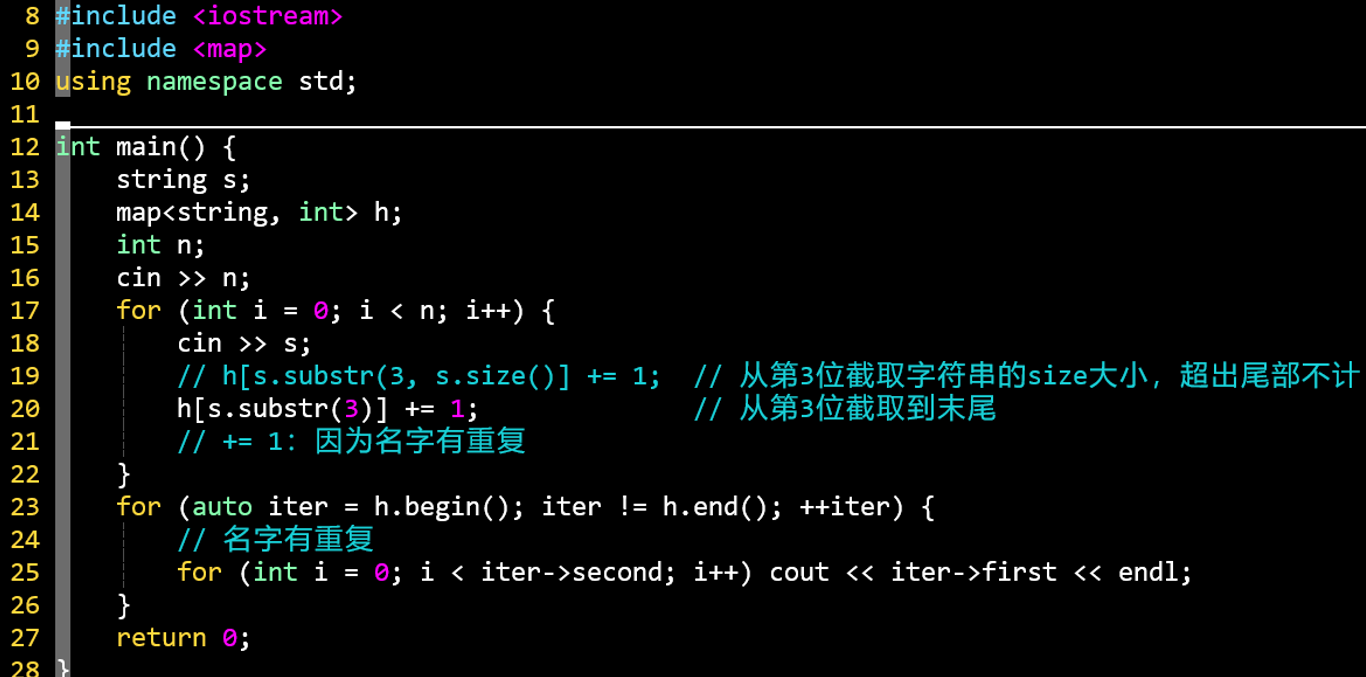 8 #include <iostream>
9 #include <map>
10 using namespace std;
11
12 int main() {
13     string s;
14     map<string, int> h;
15     int n;
16     cin >> n;
17     for (int i = 0; i < n; i++) {
18         cin >> s;
19         // h[s.substr(3, s.size()] += 1;  // 从第3位截取字符串的size大小，超出尾部不计
20         h[s.substr(3)] += 1;              // 从第3位截取到末尾
21         // += 1：因为名字有重复
22     }
23     for (auto iter = h.begin(); iter != h.end(); ++iter) {
24         // 名字有重复
25         for (int i = 0; i < iter->second; i++) cout << iter->first << endl;
26     }
27     return 0;
28 }